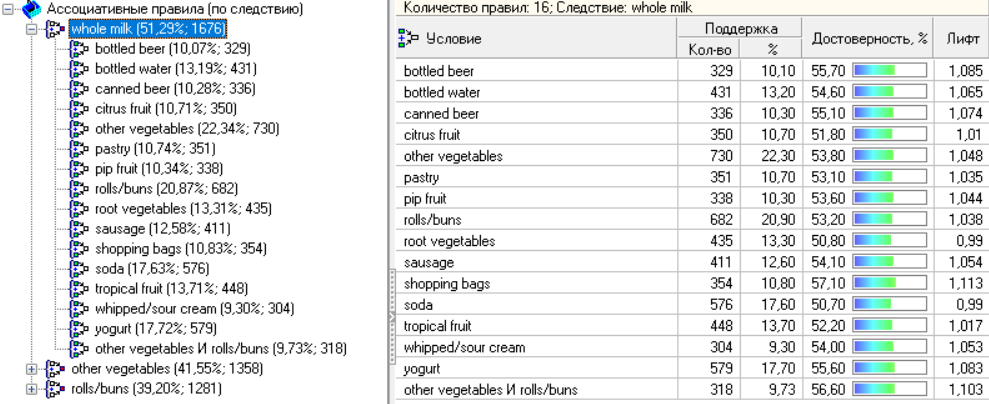 Ассоциативные правила (по следствию)
whole milk (51,29%; 1676)
bottled beer (10,07%; 329)
bottled water (13,19%; 431)
canned beer (10,28%; 336)
citrus fruit (10,71%; 350)
other vegetables (22,34%; 730)
pastry (10,74%; 351)
pip fruit (10,34%; 338)
rolls/buns (20,87%; 682)
root vegetables (13,31%; 435)
sausage (12,58%; 411)
shopping bags (10,83%; 354)
soda (17,63%; 576)
tropical fruit (13,71%; 448)
whipped/sour cream (9,30%; 304)
yogurt (17,72%; 579)
other vegetables И rolls/buns (9,73%; 318)
other vegetables (41,55%; 1358)
rolls/buns (39,20%; 1281)
Количество правил: 16; Следствие: whole milk
Условие Поддержка Достоверность, % Лифт
Кол-во %
bottled beer 329 10,10 55,70 1,085
bottled water 431 13,20 54,60 1,065
canned beer 336 10,30 55,10 1,074
citrus fruit 350 10,70 51,80 1,01
other vegetables 730 22,30 53,80 1,048
pastry 351 10,70 53,10 1,035
pip fruit 338 10,30 53,60 1,044
rolls/buns 682 20,90 53,20 1,038
root vegetables 435 13,30 50,80 0,99
sausage 411 12,60 54,10 1,054
shopping bags 354 10,80 57,10 1,113
soda 576 17,60 50,70 0,99
tropical fruit 448 13,70 52,20 1,017
whipped/sour cream 304 9,30 54,00 1,053
yogurt 579 17,70 55,60 1,083
other vegetables И rolls/buns 318 9,73 56,60 1,103